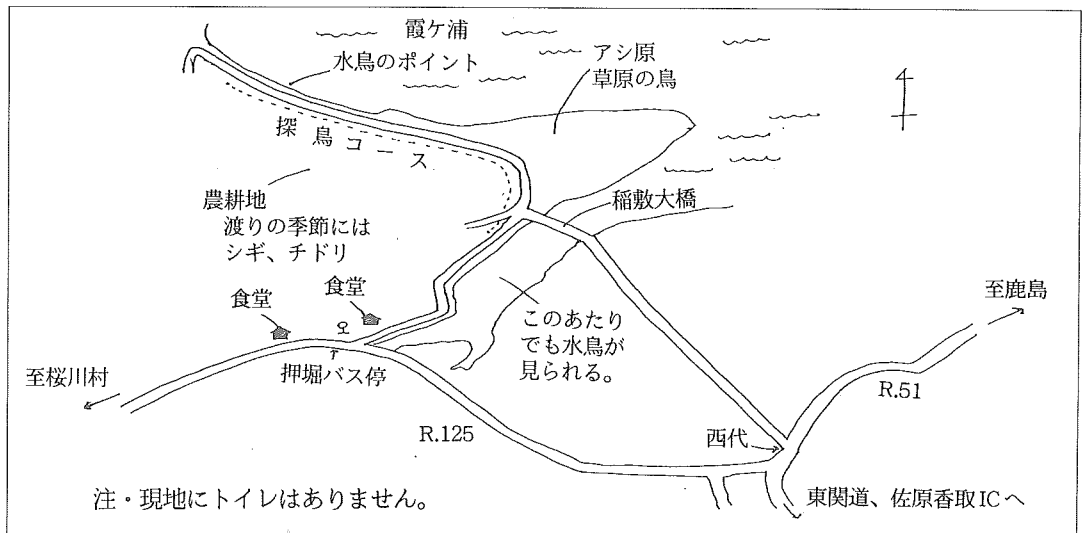 霞ケ浦
水鳥のポイント
アシ原
草原の鳥
探鳥コース
農耕地
渡りの季節には
シギ、チドリ
稲敷大橋
食堂
食堂
このあたり
でも水鳥が
見られる。
至鹿島
至桜川村
押堀バス停
R.51
R.125
西代
注・現地にトイレはありません。
東関道、佐原香取ICへ